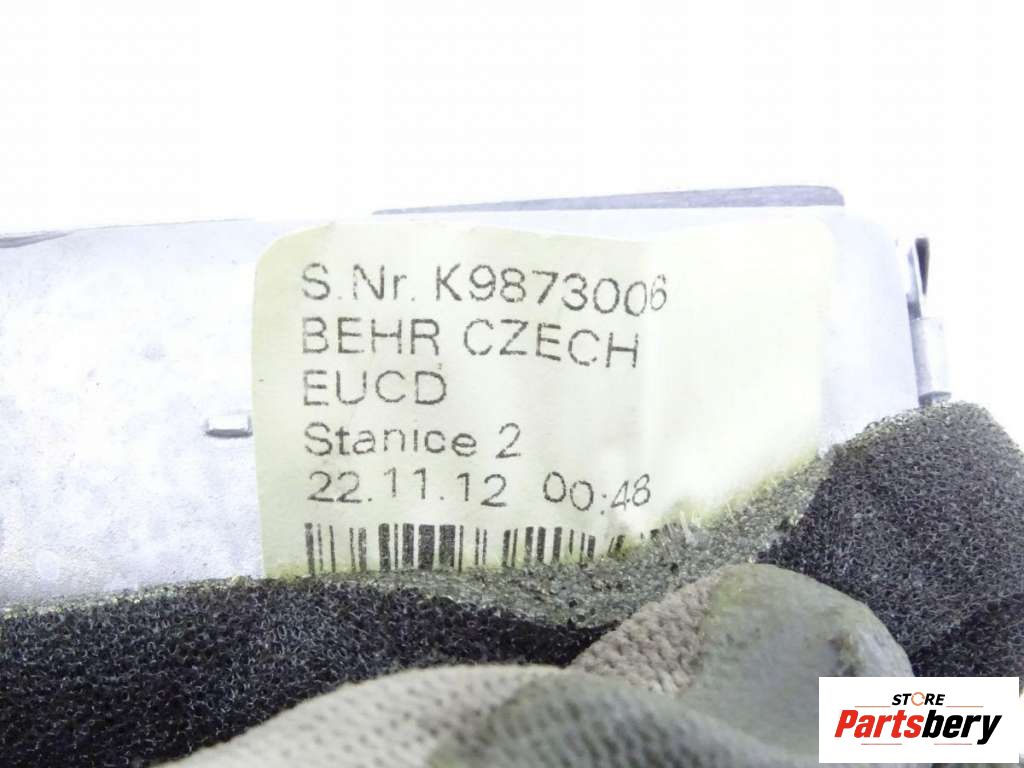 S.Nr. K9873006
BEHR CZECH
EUCD
Stanice 2
22.11.12 00:48
STORE
Partsbery